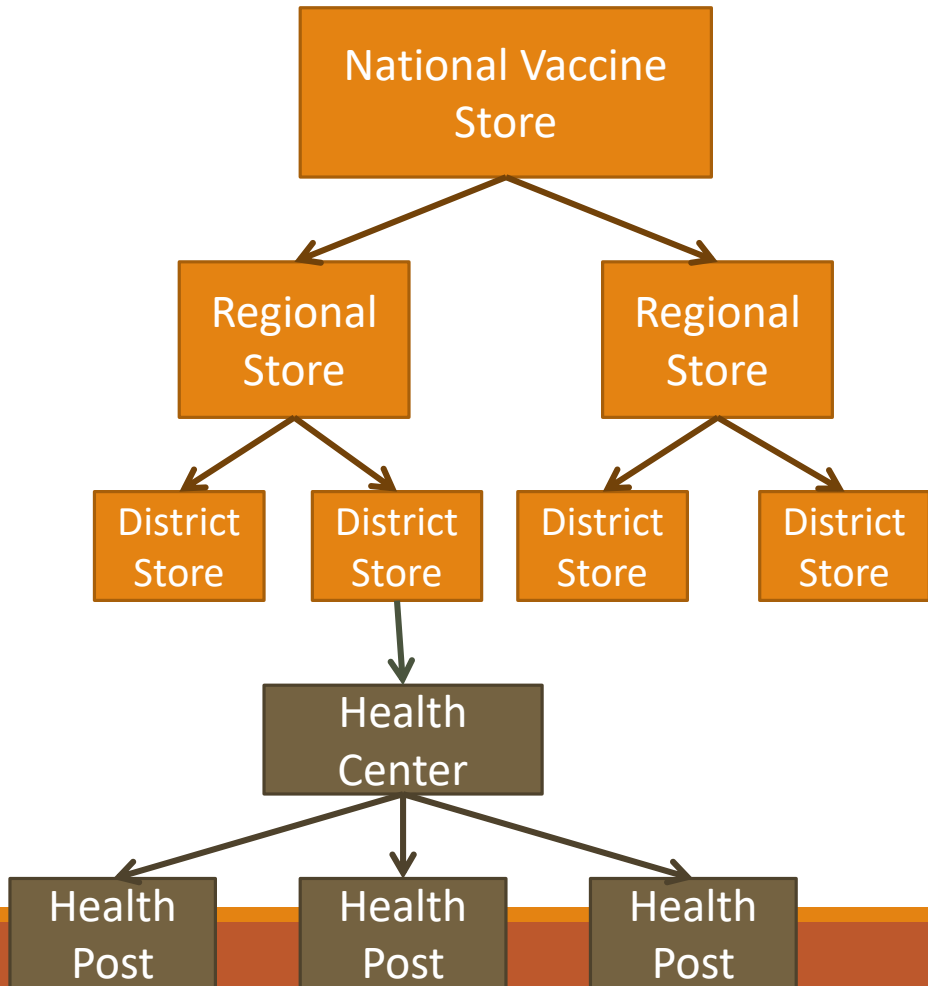 National Vaccine
Store
Regional
Store
Regional
Store
District
Store
District
Store
District
Store
District
Store
Health
Center
Health
Post
Health
Post
Health
Post